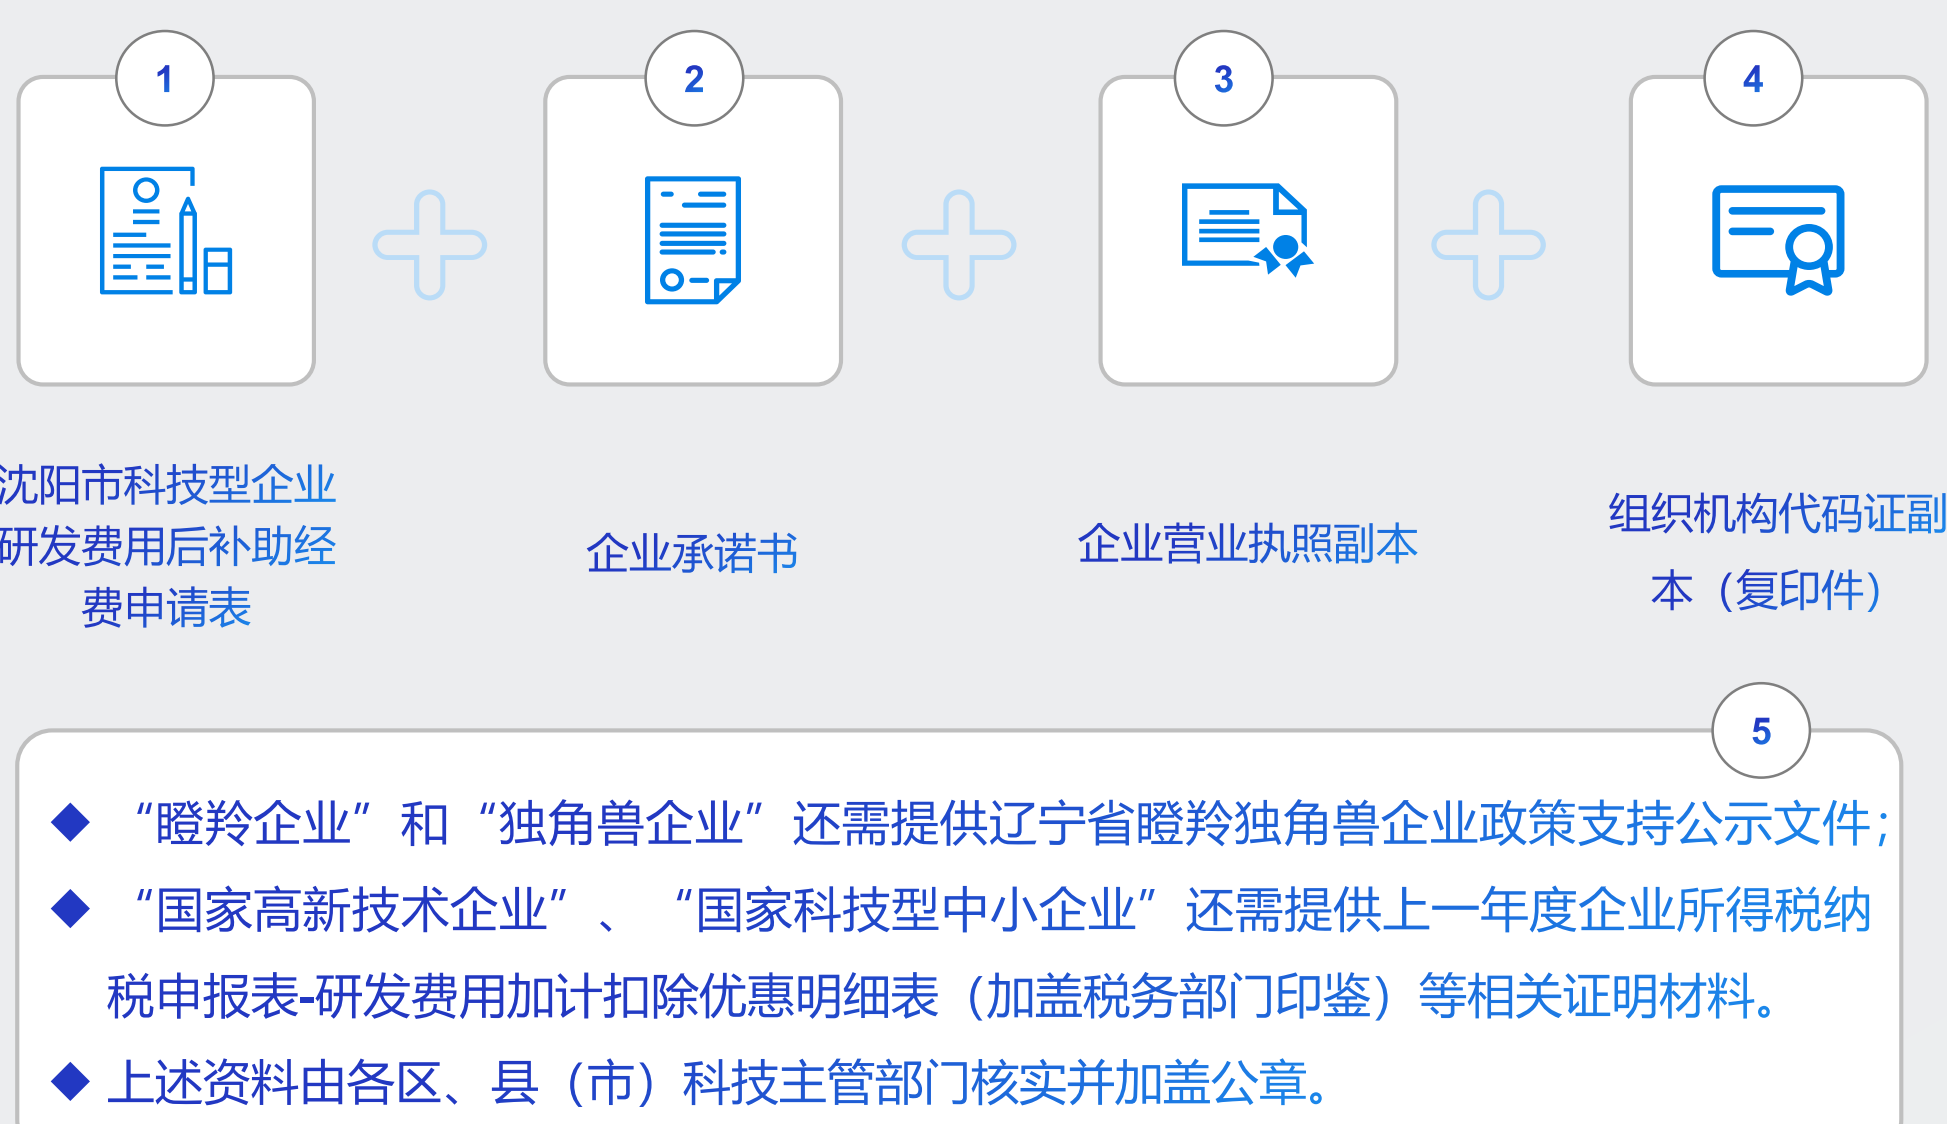 1
2
3
4
沈阳市科技型企业
研发费用后补助经
费申请表
企业承诺书
企业营业执照副本
组织机构代码证副
本（复印件）
5
“瞪羚企业”和“独角兽企业”还需提供辽宁省瞪羚独角兽企业政策支持公示文件；
“国家高新技术企业”、“国家科技型中小企业”还需提供上一年度企业所得税纳
税申报表-研发费用加计扣除优惠明细表（加盖税务部门印鉴）等相关证明材料。
上述资料由各区、县（市）科技主管部门核实并加盖公章。